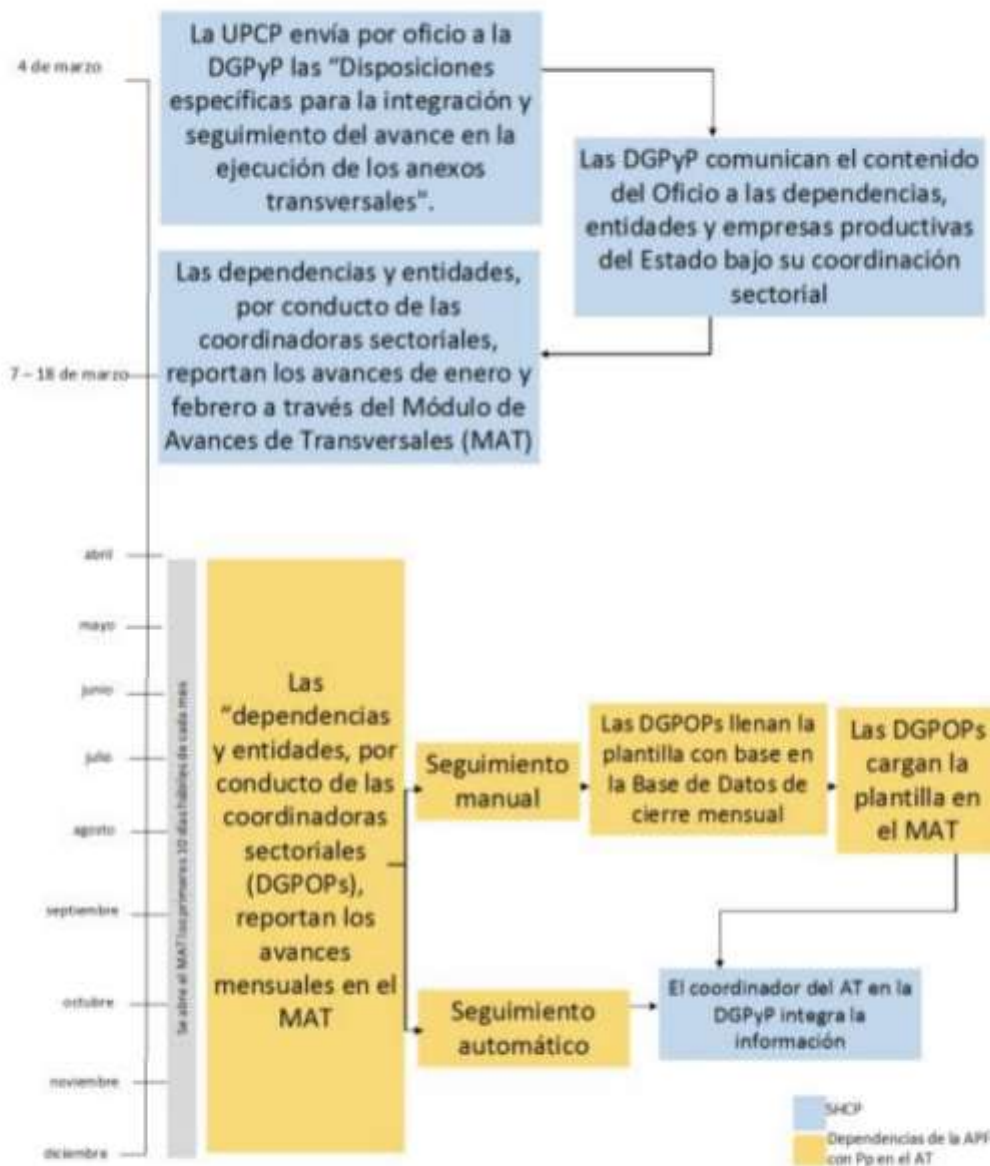 4 de marzo
La UPCP envía por oficio a la
DGPyP las “Disposiciones
específicas para la integración y
seguimiento del avance en la
ejecución de los anexos
transversales".
Las DGPyP comunican el contenido
del Oficio a las dependencias,
entidades y empresas productivas
del Estado bajo su coordinación
sectorial
7 – 18 de marzo
Las dependencias y entidades,
por conducto de las
coordinadoras sectoriales,
reportan los avances de enero y
febrero a través del Módulo de
Avances de Transversales (MAT)
abril
mayo
junio
julio
agosto
septiembre
octubre
noviembre
diciembre
Se abre el MAT los primeros 10 días hábiles de cada mes
Las
“dependencias
y entidades, por
conducto de las
coordinadoras
sectoriales
(DGPOPs),
reportan los
avances
mensuales en el
MAT
Seguimiento
manual
Las DGPOPs llenan la
plantilla con base en
la Base de Datos de
cierre mensual
Las DGPOPs
cargan la
plantilla en
el MAT
Seguimiento
automático
El coordinador del AT en la
DGPyP integra la
información
SHCP
Dependencias de la APF
con Pp en el AT